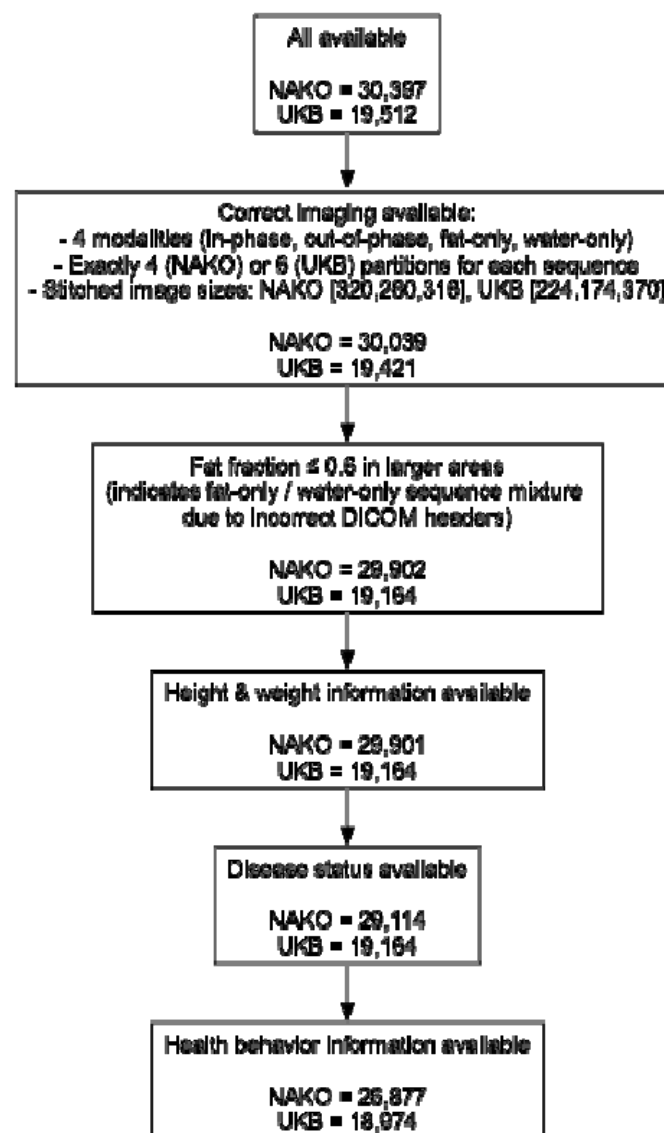 All available
NAKO = 30,397
UKB = 19,512
Correct imaging available:
- 4 modalities (in-phase, out-of-phase, fat-only, water-only)
- Exactly 4 (NAKO) or 6 (UKB) partitions for each sequence
- Stitched image sizes: NAKO [320,260,316], UKB [224,174,370]
NAKO = 30,039
UKB = 19,421
Fat fraction ≤ 0.6 in larger areas
(indicates fat-only / water-only sequence mixture
due to incorrect DICOM headers)
NAKO = 29,902
UKB = 19,164
Height & weight information available
NAKO = 29,901
UKB = 19,164
Disease status available
NAKO = 29,114
UKB = 19,164
Health behavior information available
NAKO = 26,877
UKB = 18,974